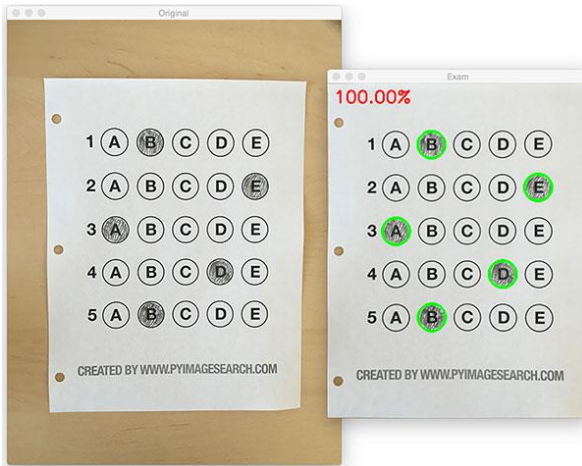 Original
1 A B C D E
2 A B C D E
3 A B C D E
4 A B C D E
5 A B C D E
CREATED BY WWW.PYIMAGESEARCH.COM
Exam
100.00%
1 A B C D E
2 A B C D E
3 A B C D E
4 A B C D E
5 A B C D E
CREATED BY WWW.PYIMAGESEARCH.COM